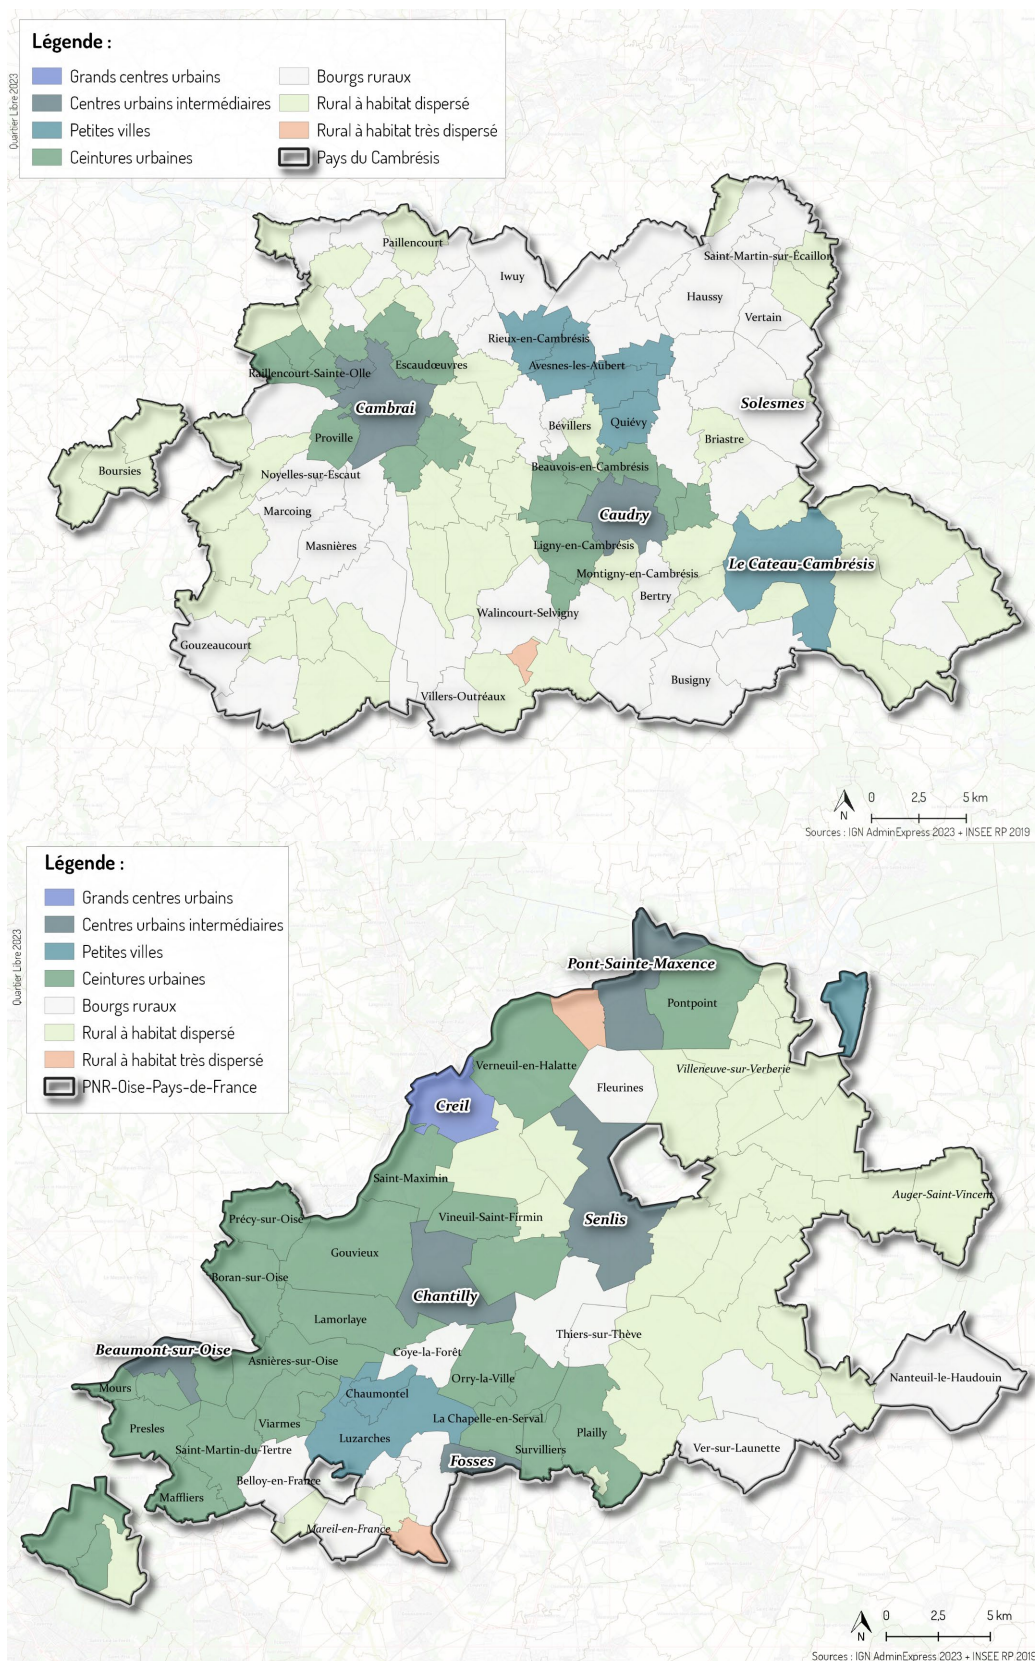 Légende :
Grands centres urbains
Centres urbains intermédiaires
Petites villes
Ceintures urbaines
Bourgs ruraux
Rural à habitat dispersé
Rural à habitat très dispersé
Pays du Cambrésis
Quartier Libre 2023
Paillencourt
Iwuy
Saint-Martin-sur-Écaillon
Haussy
Vertain
Rieux-en-Cambrésis
Escaudœuvres
Avesnes-les-Aubert
Raillencourt-Sainte-Olle
Cambrai
Solesmes
Bévillers
Quiévy
Proville
Briastre
Beauvois-en-Cambrésis
Boursies
Noyelles-sur-Escaut
Marcoing
Caudry
Masnières
Ligny-en-Cambrésis
Le Cateau-Cambrésis
Montigny-en-Cambrésis
Bertry
Walincourt-Selvigny
Gouzeaucourt
Busigny
Villers-Outréaux
0 2,5 5 km
N
Sources : IGN AdminExpress 2023 + INSEE RP 2019
Légende :
Grands centres urbains
Centres urbains intermédiaires
Petites villes
Ceintures urbaines
Bourgs ruraux
Rural à habitat dispersé
Rural à habitat très dispersé
PNR-Oise-Pays-de-France
Quartier Libre 2023
Pont-Sainte-Maxence
Pontpoint
Verneuil-en-Halatte
Villeneuve-sur-Verberie
Fleurines
Creil
Saint-Maximin
Auger-Saint-Vincent
Précy-sur-Oise
Vineuil-Saint-Firmin
Senlis
Gouvieux
Boran-sur-Oise
Chantilly
Lamorlaye
Thiers-sur-Thève
Beaumont-sur-Oise
Coye-la-Forêt
Asnières-sur-Oise
Orry-la-Ville
Nanteuil-le-Haudouin
Mours
Chaumontel
La Chapelle-en-Serval
Viarmes
Presles
Plailly
Luzarches
Saint-Martin-du-Tertre
Survilliers
Ver-sur-Launette
Fosses
Belloy-en-France
Maffliers
Mareil-en-France
0 2,5 5 km
N
Sources : IGN AdminExpress 2023 + INSEE RP 2019